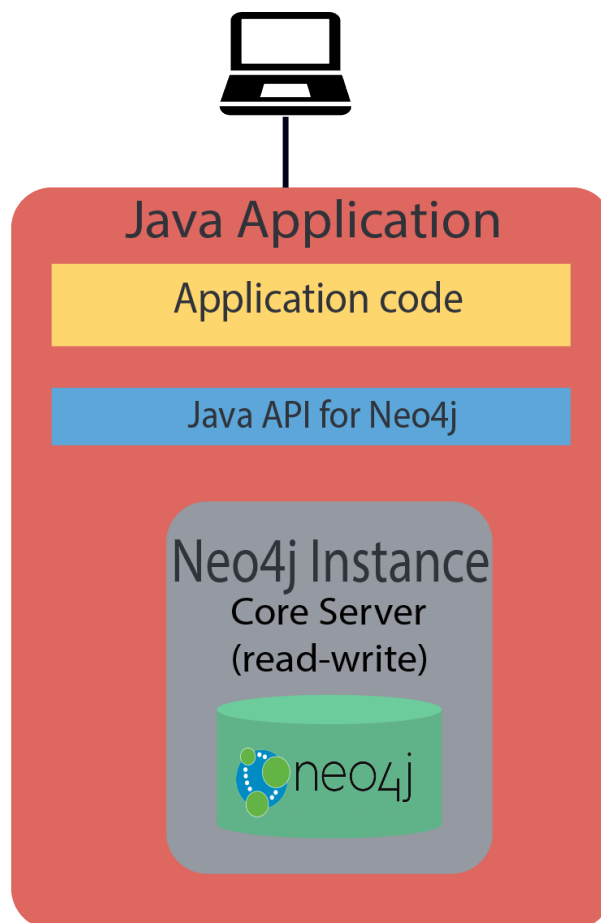 Java Application
Application code
Java API for Neo4j
Neo4j Instance
Core Server
(read-write)
neo4j